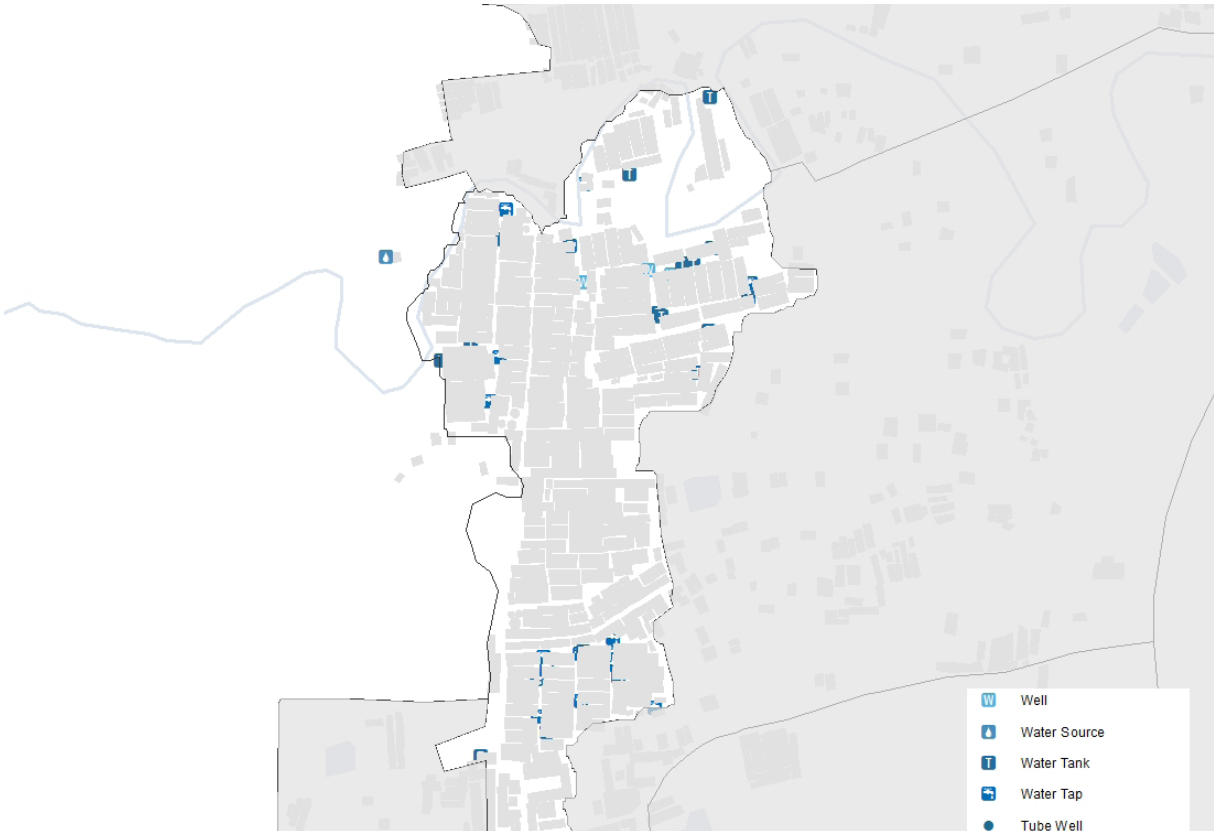 T
T
W
W
W Well
Water Source
T Water Tank
Water Tap
Tube Well